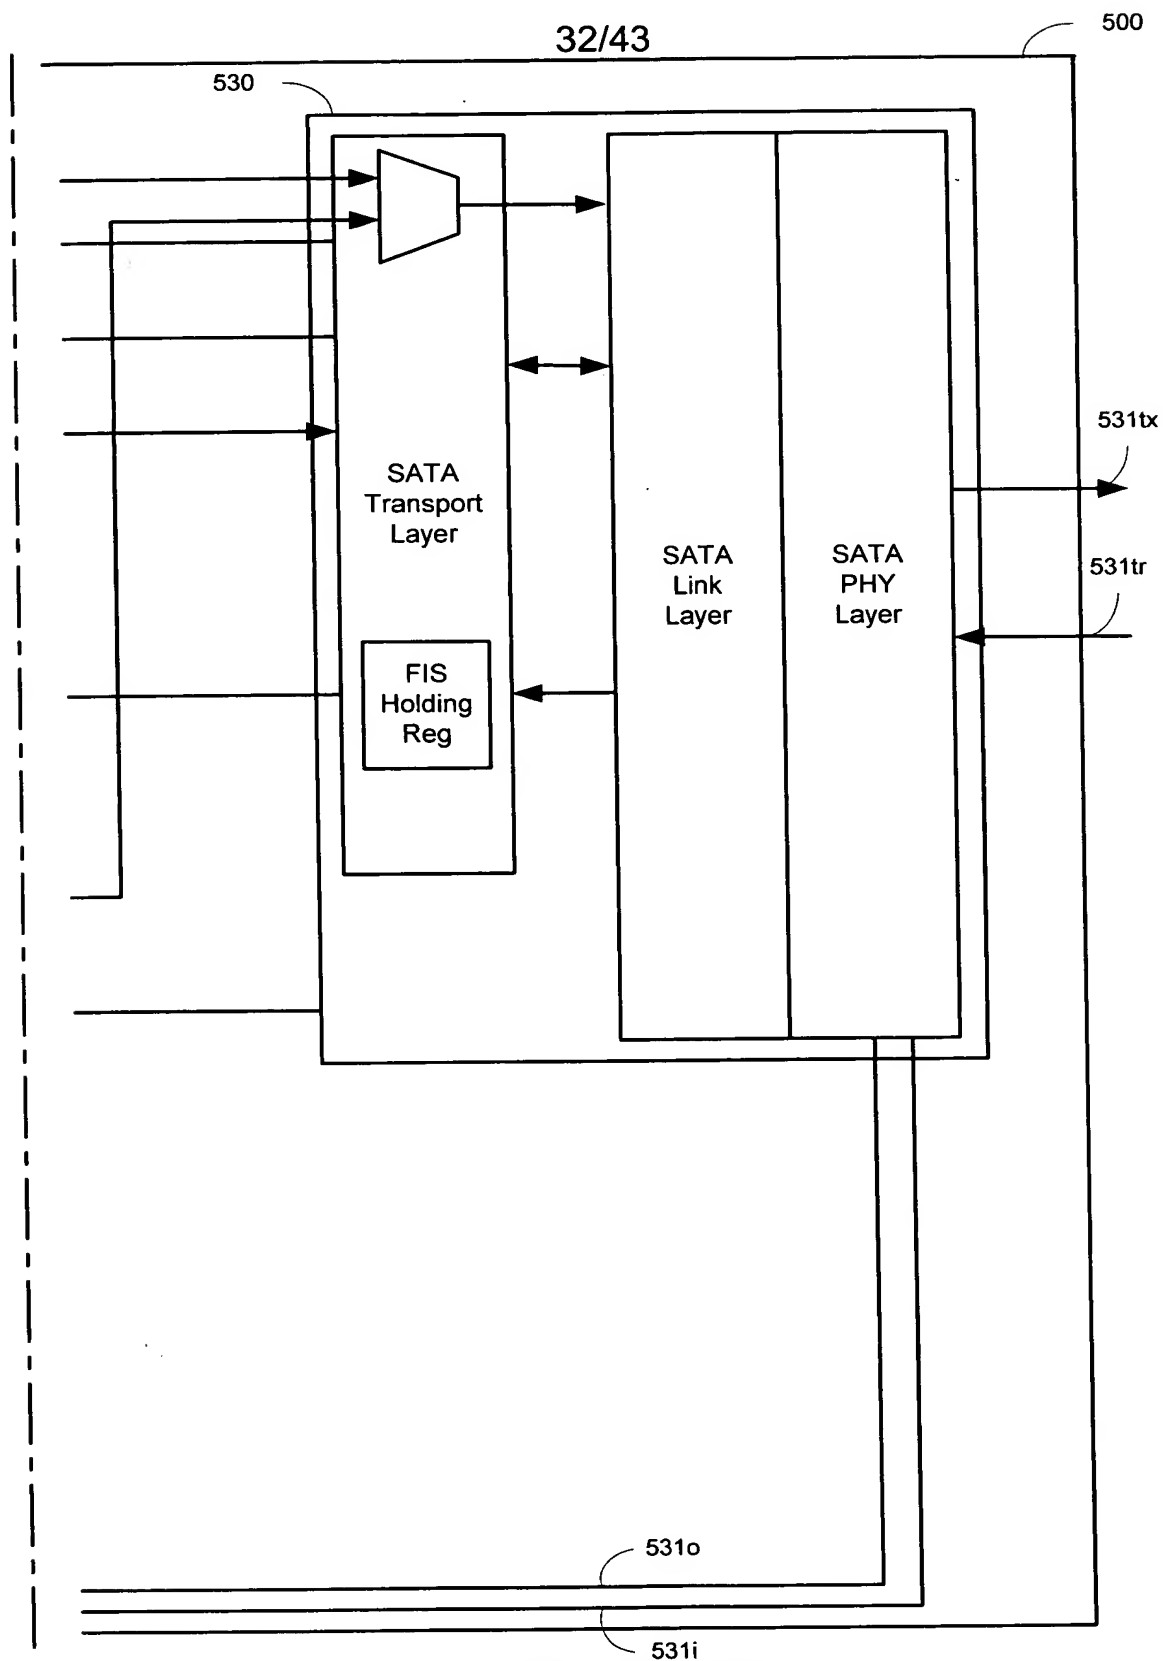 32/43
500
530
531tx
SATA
Transport
Layer
SATA
Link
Layer
SATA
PHY
Layer
531tr
FIS
Holding
Reg
531o
531i